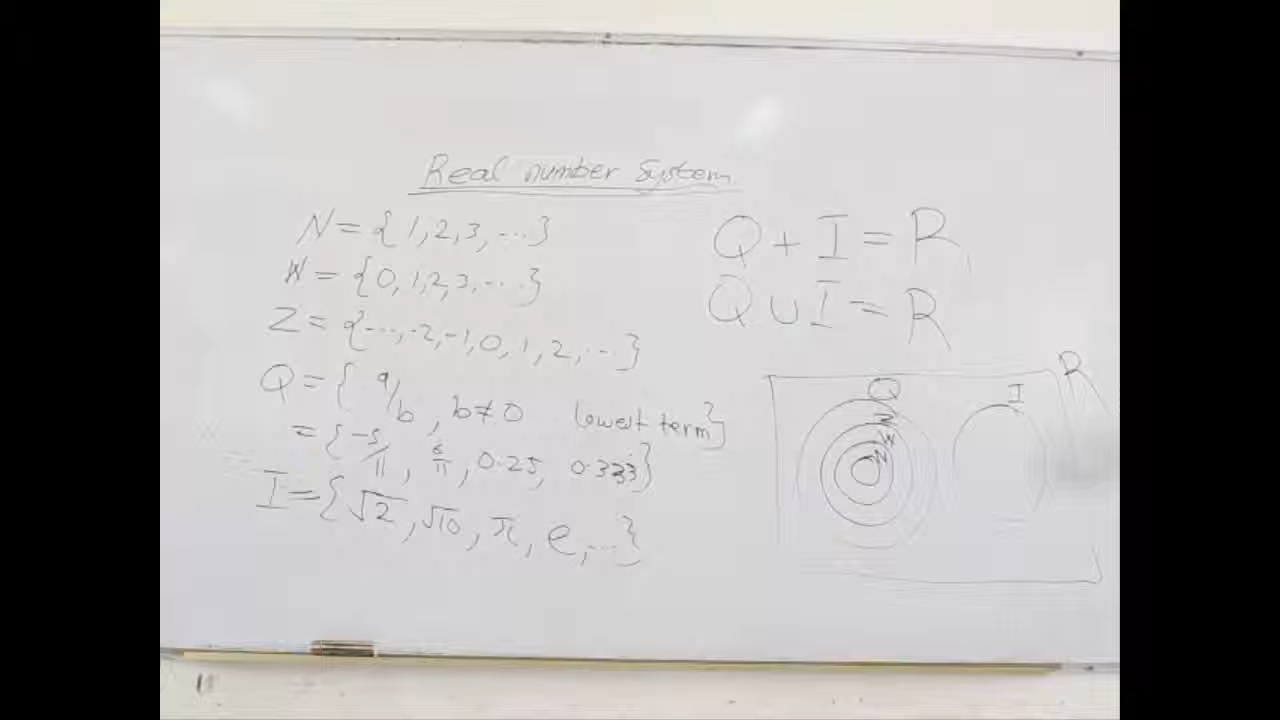 Real number System
N = {1, 2, 3, ...}
W = {0, 1, 2, 3, ...}
Z = {..., -2, -1, 0, 1, 2, ...}
Q = {a/b, b≠0 lowest term}
= {-5/11, 6/11, 0.25, 0.333}
I = {√2, √10, π, e, ...}
Q + I = R
Q ∪ I = R
R
Q
I
Z
W
N